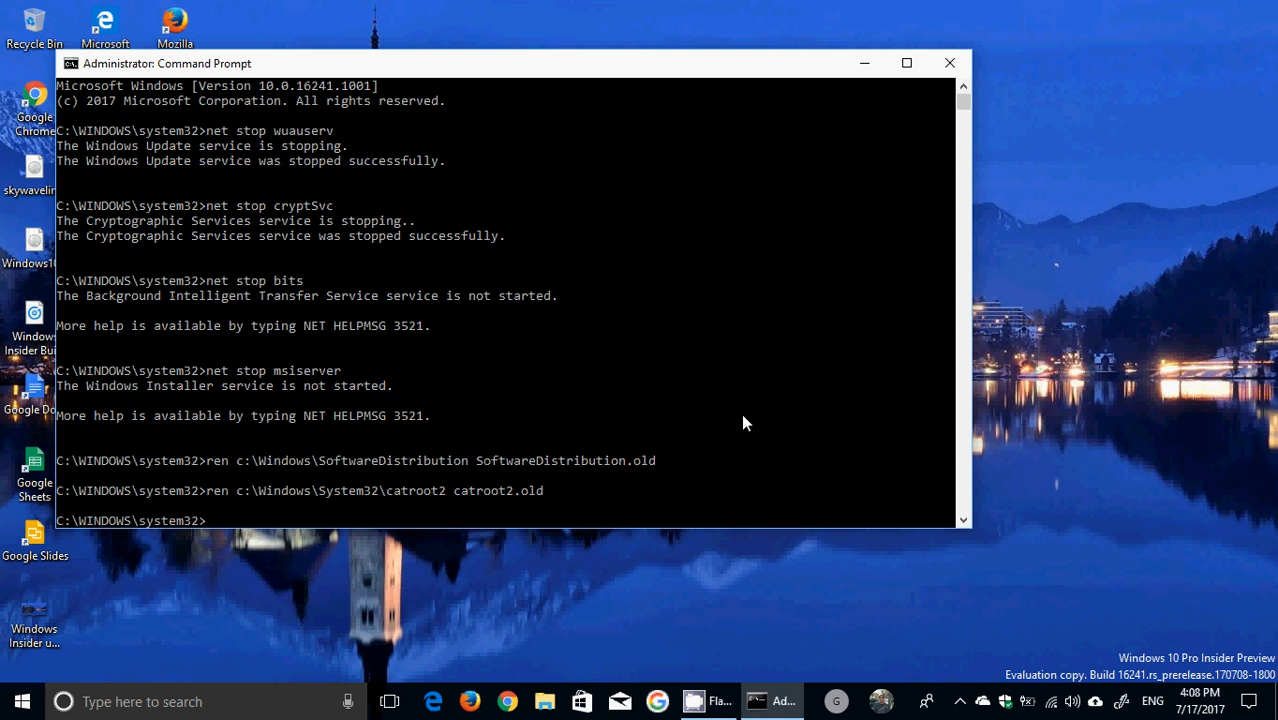 Recycle Bin
Microsoft
Mozilla
Google
Chrome
skywavelin
Windows10
Windows
Insider Bui
Google Do
Google
Sheets
Google Slides
Windows
Insider u...
Administrator: Command Prompt
Microsoft Windows [Version 10.0.16241.1001]
(c) 2017 Microsoft Corporation. All rights reserved.
C:\WINDOWS\system32>net stop wuauserv
The Windows Update service is stopping.
The Windows Update service was stopped successfully.
C:\WINDOWS\system32>net stop cryptSvc
The Cryptographic Services service is stopping..
The Cryptographic Services service was stopped successfully.
C:\WINDOWS\system32>net stop bits
The Background Intelligent Transfer Service service is not started.
More help is available by typing NET HELPMSG 3521.
C:\WINDOWS\system32>net stop msiserver
The Windows Installer service is not started.
More help is available by typing NET HELPMSG 3521.
C:\WINDOWS\system32>ren c:\Windows\SoftwareDistribution SoftwareDistribution.old
C:\WINDOWS\system32>ren c:\Windows\System32\catroot2 catroot2.old
C:\WINDOWS\system32>
Windows 10 Pro Insider Preview
Evaluation copy. Build 16241.rs_prerelease.170708-1800
Type here to search
Fla...
Ad...
G
ENG
4:08 PM
7/17/2017